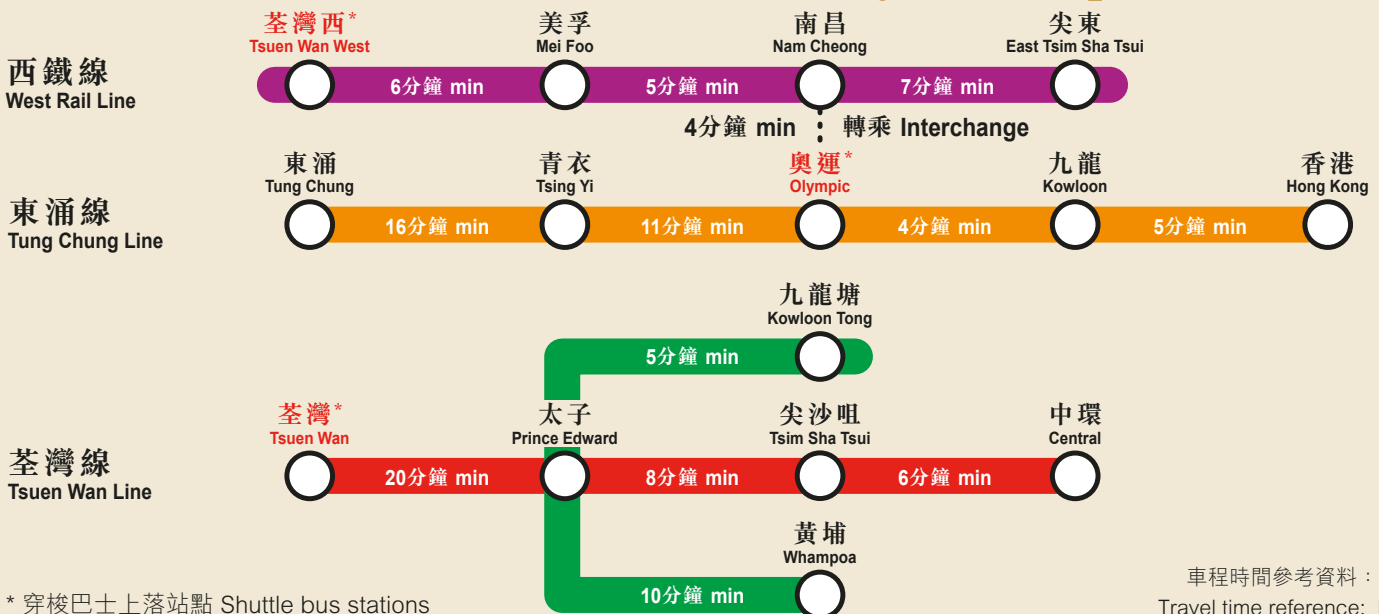 荃灣西*
Tsuen Wan West
美孚
Mei Foo
南昌
Nam Cheong
尖東
East Tsim Sha Tsui
西鐵線
West Rail Line
6分鐘 min
5分鐘 min
7分鐘 min
4分鐘 min
轉乘 Interchange
東涌
Tung Chung
青衣
Tsing Yi
奧運*
Olympic
九龍
Kowloon
香港
Hong Kong
東涌線
Tung Chung Line
16分鐘 min
11分鐘 min
4分鐘 min
5分鐘 min
九龍塘
Kowloon Tong
5分鐘 min
荃灣*
Tsuen Wan
太子
Prince Edward
尖沙咀
Tsim Sha Tsui
中環
Central
荃灣線
Tsuen Wan Line
20分鐘 min
8分鐘 min
6分鐘 min
黃埔
Whampoa
10分鐘 min
* 穿梭巴士上落站點 Shuttle bus stations
車程時間參考資料：
Travel time reference: